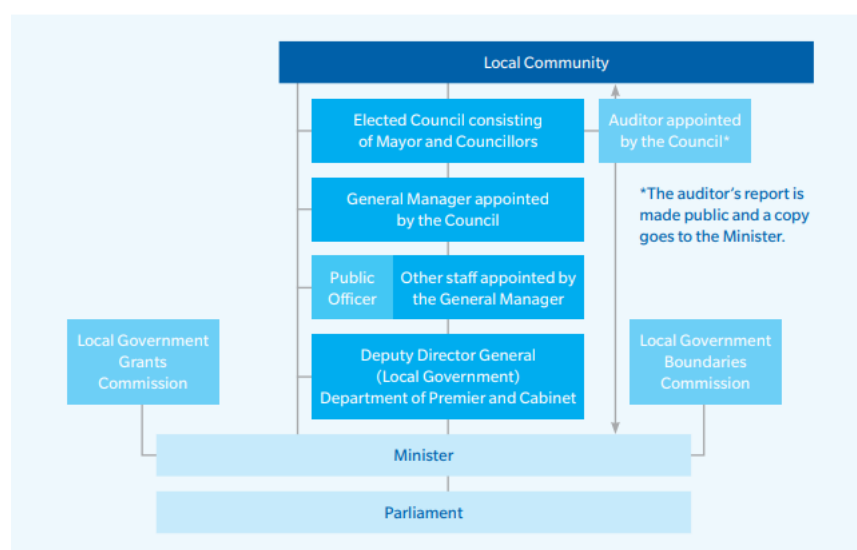 Local Community
Elected Council consisting
of Mayor and Councillors
Auditor appointed
by the Council*
*The auditor's report is
made public and a copy
goes to the Minister.
General Manager appointed
by the Council
Public
Officer
Other staff appointed by
the General Manager
Local Government
Grants
Commission
Deputy Director General
(Local Government)
Department of Premier and Cabinet
Local Government
Boundaries
Commission
Minister
Parliament